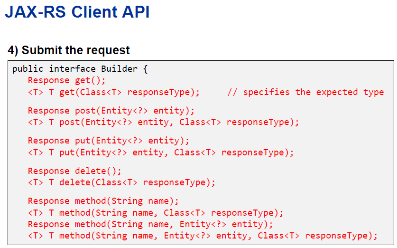 JAX-RS Client API
4) Submit the request
public interface Builder {
Response get();
<T> T get(Class<T> responseType); // specifies the expected type
Response post(Entity<?> entity);
<T> T post(Entity<?> entity, Class<T> responseType);
Response put(Entity<?> entity);
<T> T put(Entity<?> entity, Class<T> responseType);
Response delete();
<T> T delete(Class<T> responseType);
Response method(String name);
<T> T method(String name, Class<T> responseType);
Response method(String name, Entity<?> entity);
<T> T method(String name, Entity<?> entity, Class<T> responseType);